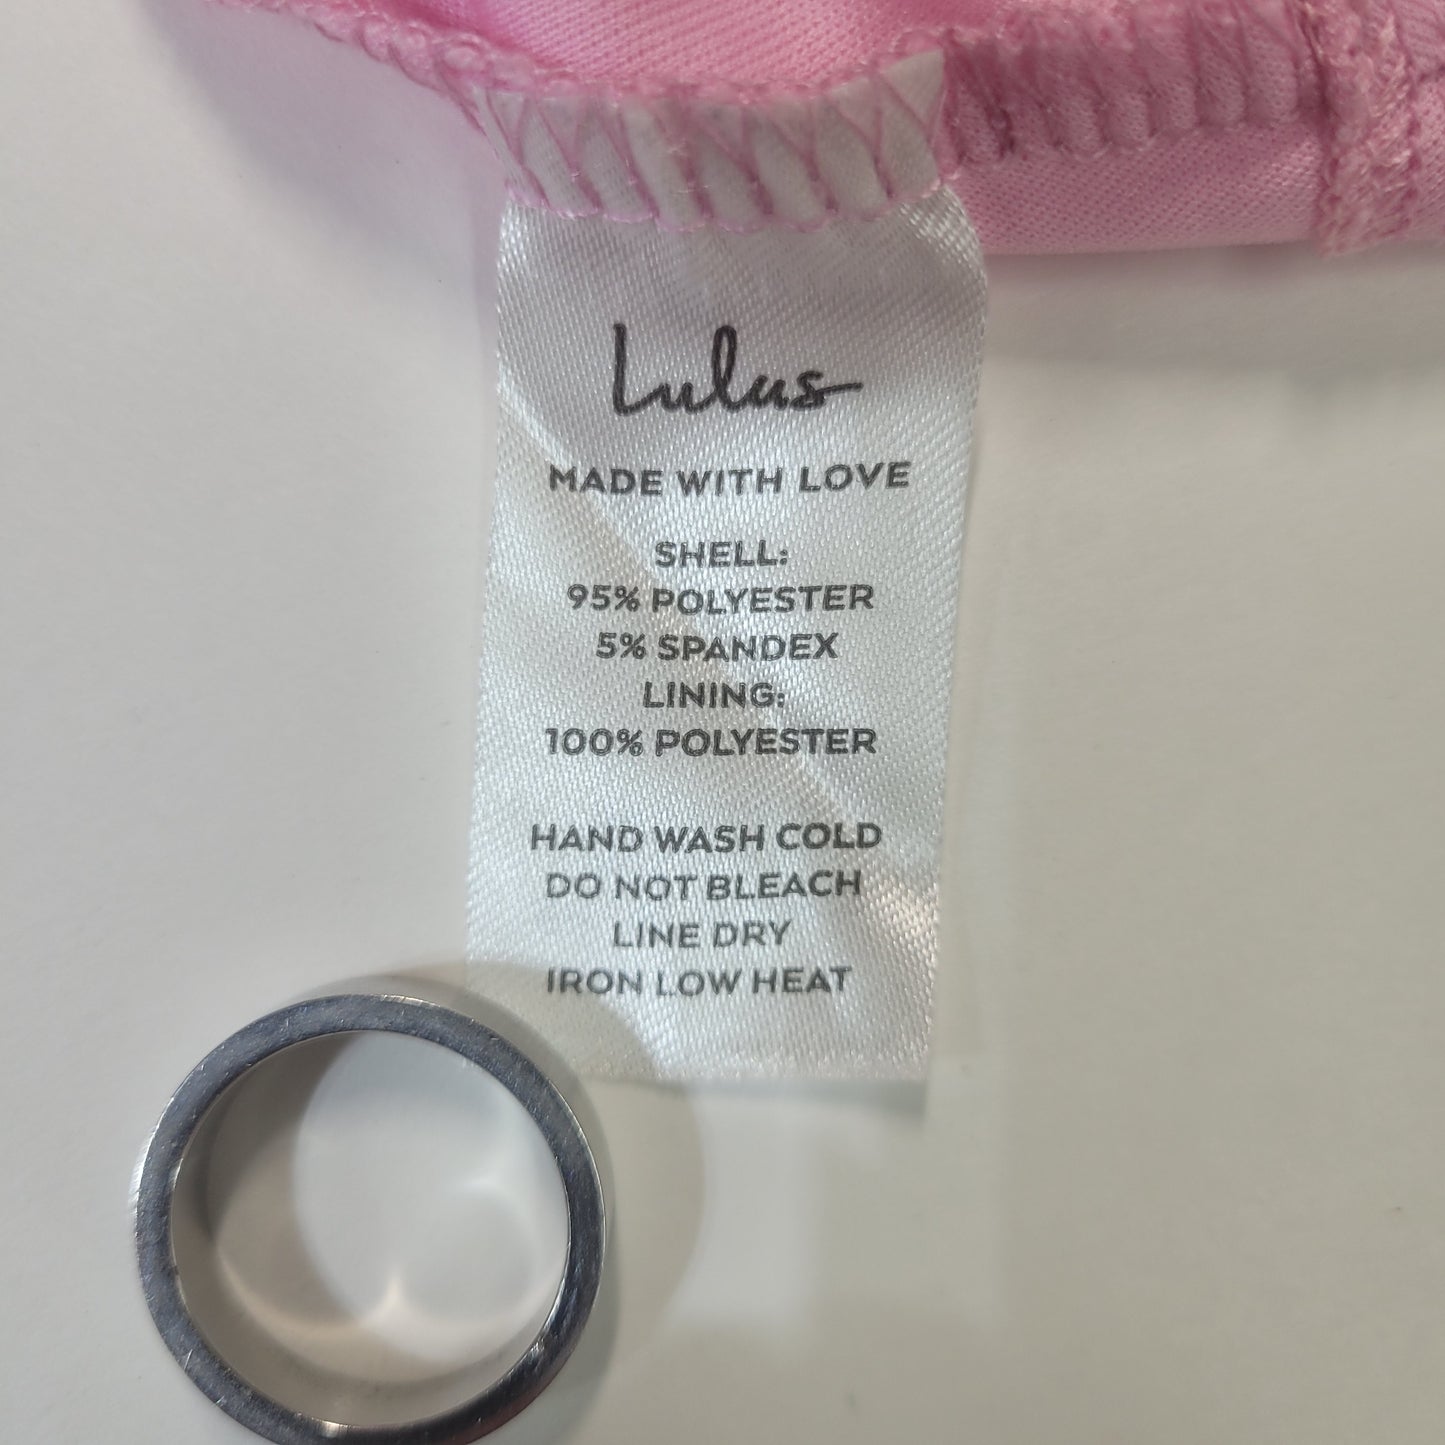 Lulus
MADE WITH LOVE
SHELL:
95% POLYESTER
5% SPANDEX
LINING:
100% POLYESTER
HAND WASH COLD
DO NOT BLEACH
LINE DRY
IRON LOW HEAT